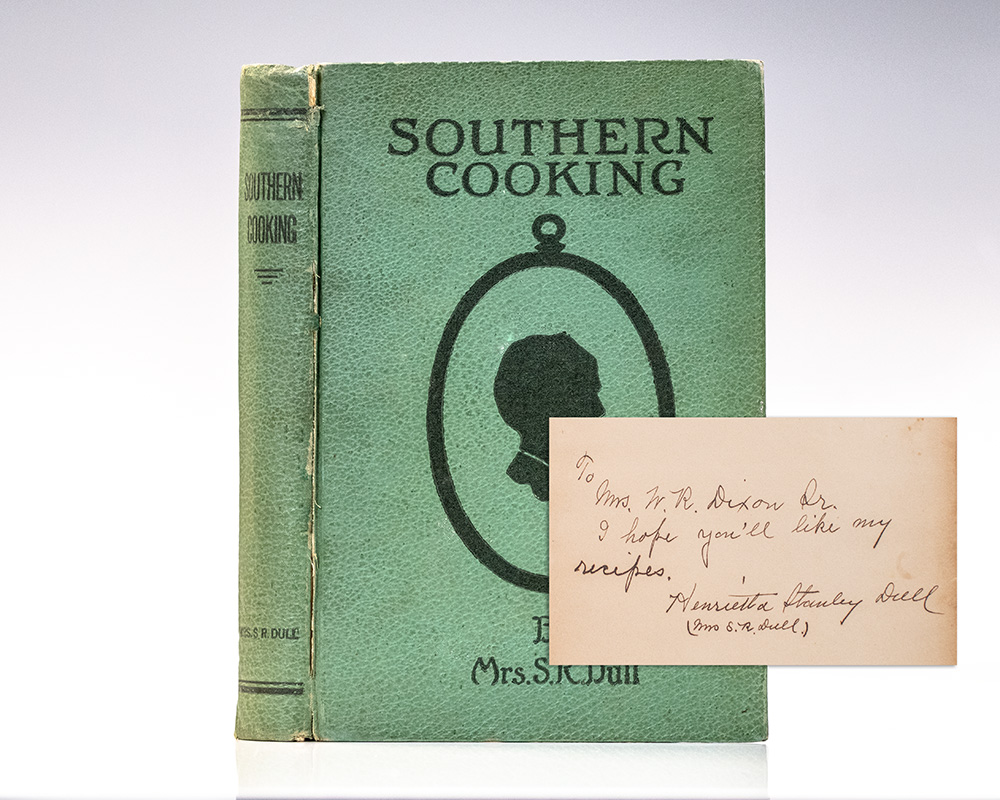 SOUTHERN
COOKING
SOUTHERN
COOKING
MRS. S. R. DULL
Mrs. S. R. Dull
To
Mrs. W. R. Dixon Sr.
I hope you'll like my
recipes.
Henrietta Stanley Dull
(Mrs S. R. Dull.)